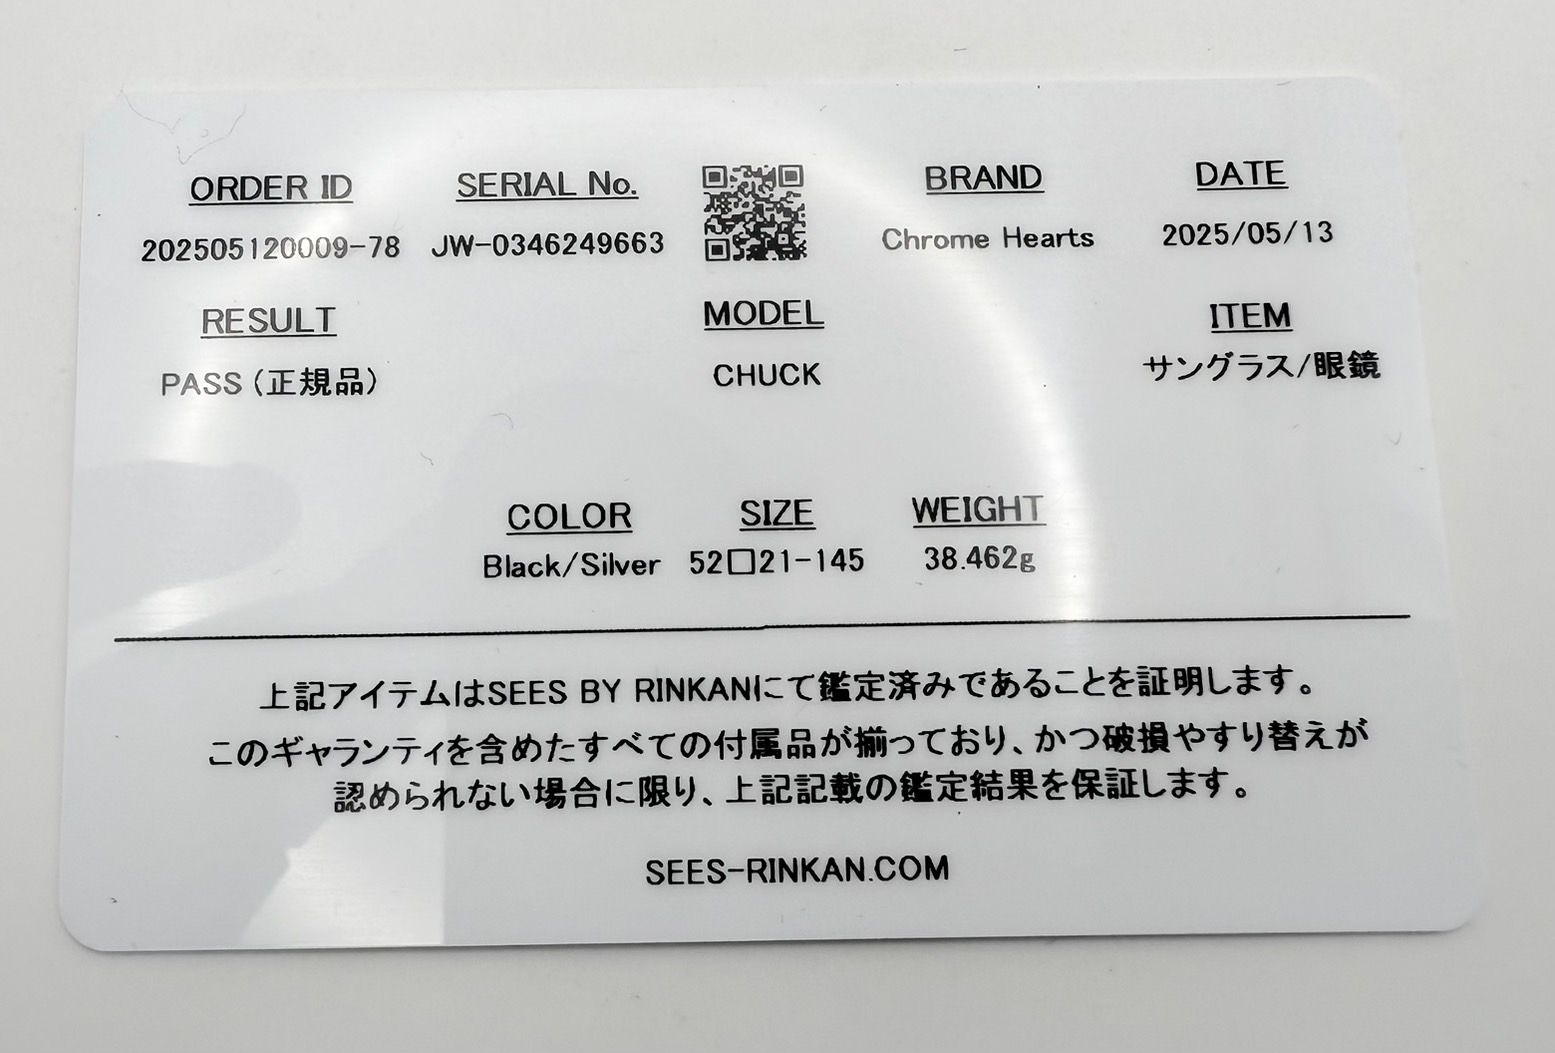 ORDER ID SERIAL No. BRAND DATE
202505120009-78 JW-0346249663 Chrome Hearts 2025/05/13
RESULT MODEL ITEM
PASS (正規品) CHUCK サングラス/眼鏡
COLOR SIZE WEIGHT
Black/Silver 52□21-145 38.462g
上記アイテムはSEES BY RINKANにて鑑定済みであることを証明します。
このギャランティを含めたすべての付属品が揃っており、かつ破損やすり替えが
認められない場合に限り、上記記載の鑑定結果を保証します。
SEES-RINKAN.COM